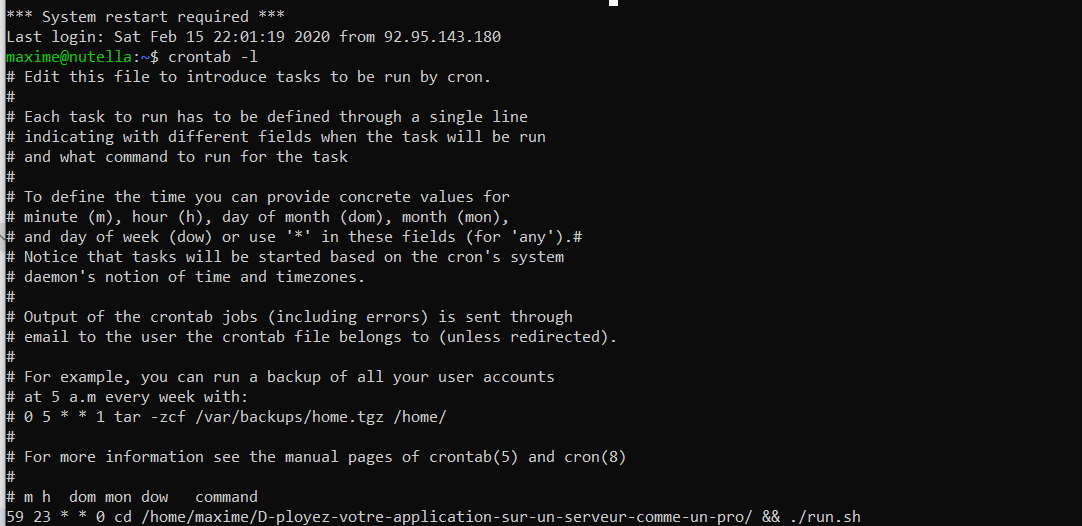 *** System restart required ***
Last login: Sat Feb 15 22:01:19 2020 from 92.95.143.180
maxime@nutella:~$ crontab -l
# Edit this file to introduce tasks to be run by cron.
#
# Each task to run has to be defined through a single line
# indicating with different fields when the task will be run
# and what command to run for the task
#
# To define the time you can provide concrete values for
# minute (m), hour (h), day of month (dom), month (mon),
# and day of week (dow) or use '*' in these fields (for 'any').#
# Notice that tasks will be started based on the cron's system
# daemon's notion of time and timezones.
#
# Output of the crontab jobs (including errors) is sent through
# email to the user the crontab file belongs to (unless redirected).
#
# For example, you can run a backup of all your user accounts
# at 5 a.m every week with:
# 0 5 * * 1 tar -zcf /var/backups/home.tgz /home/
#
# For more information see the manual pages of crontab(5) and cron(8)
#
# m h  dom mon dow   command
59 23 * * 0 cd /home/maxime/D-ployez-votre-application-sur-un-serveur-comme-un-pro/ && ./run.sh